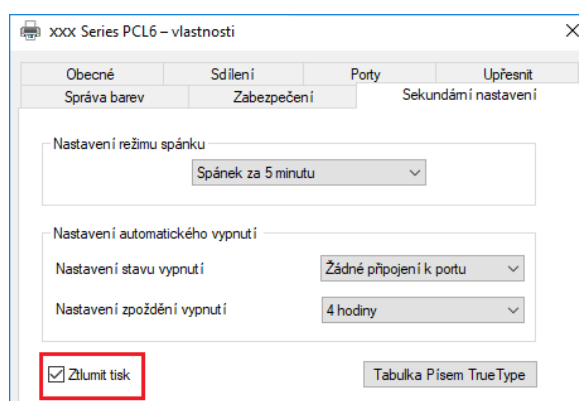 xxx Series PCL6 – vlastnosti
Obecné Sdílení Porty Upřesnit
Správa barev Zabezpečení Sekundární nastavení
Nastavení režimu spánku
Spánek za 5 minutu
Nastavení automatického vypnutí
Nastavení stavu vypnutí Žádné připojení k portu
Nastavení zpoždění vypnutí 4 hodiny
Ztlumit tisk Tabulka Písem TrueType